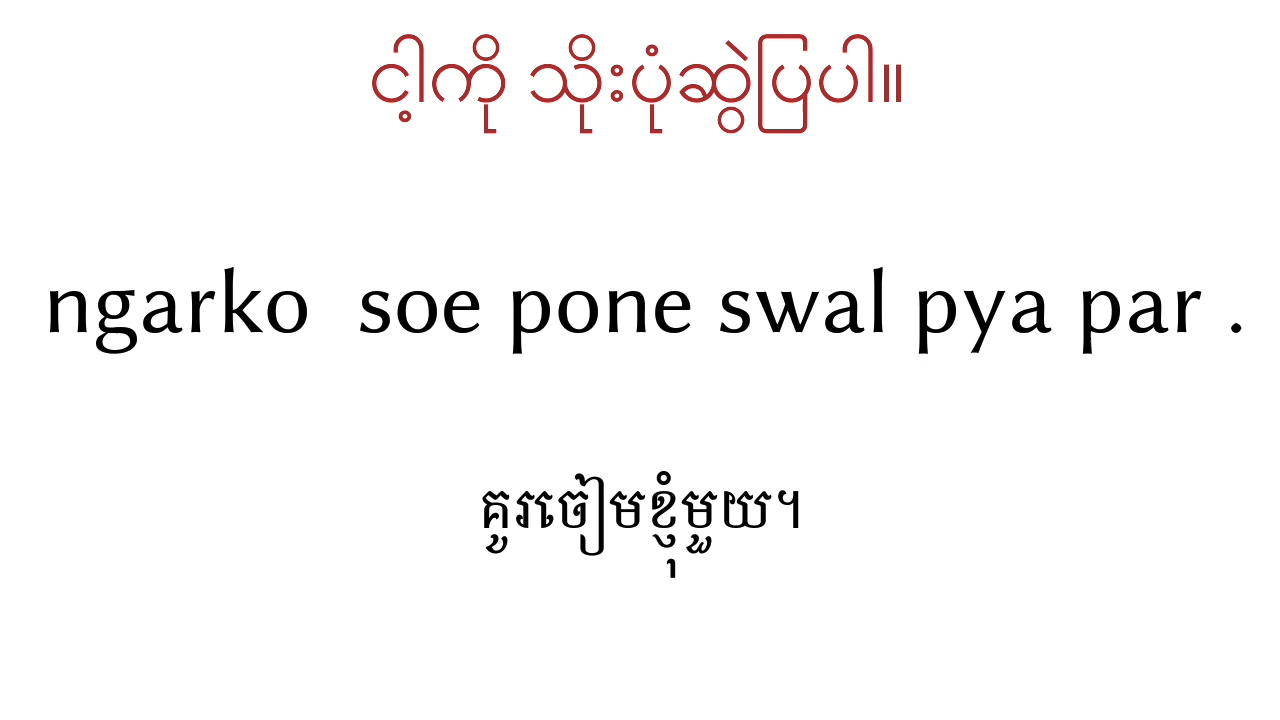 ငါ့ကို သိုးပုံဆွဲပြပါ။
ngarko soe pone swal pya par .
គូរចៀមខ្ញុំមួយ។